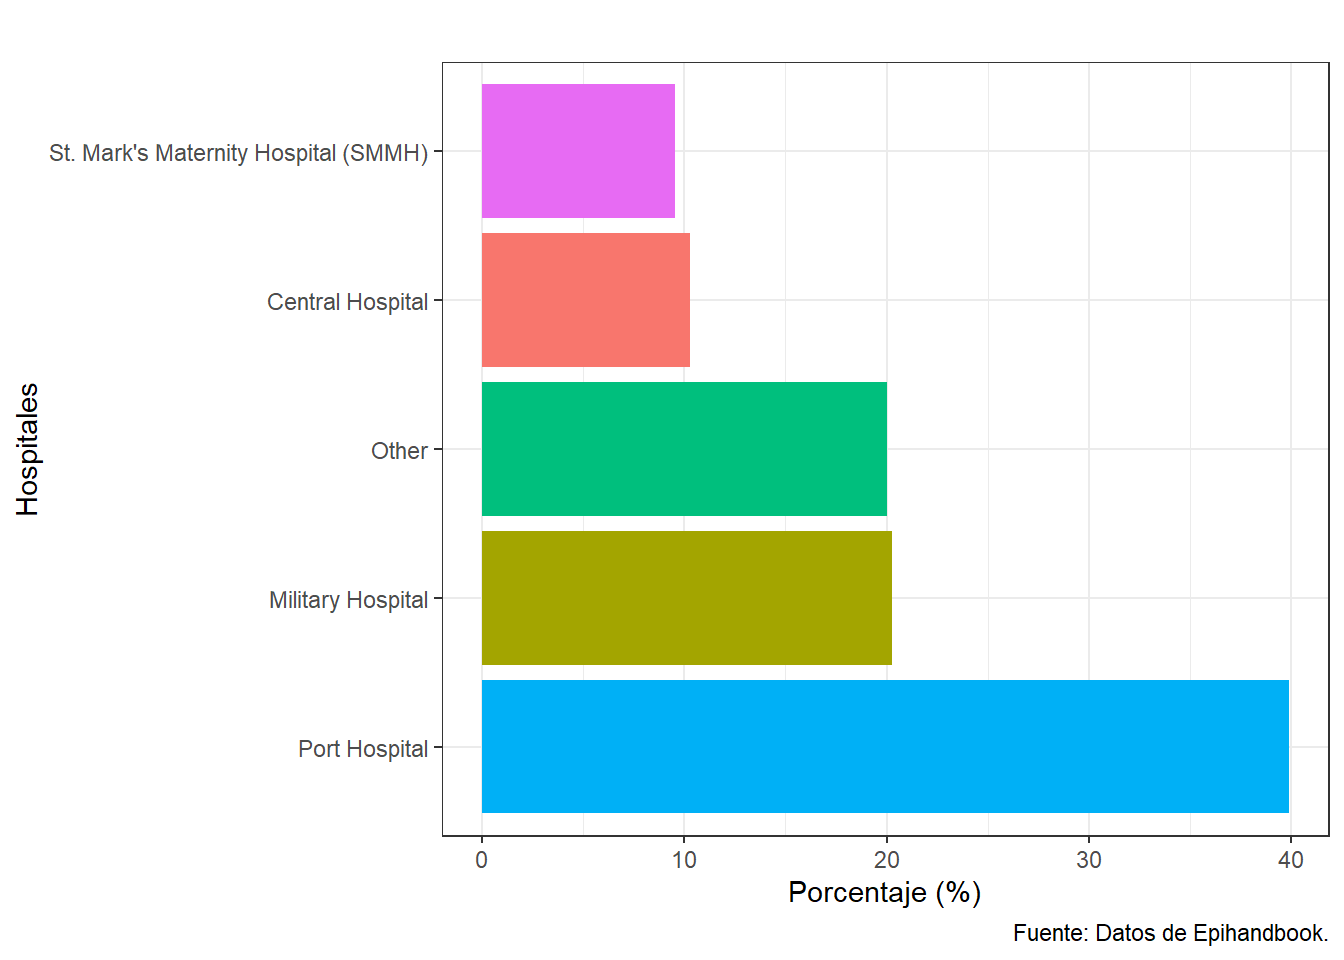 St. Mark's Maternity Hospital (SMMH)
Central Hospital
Other
Military Hospital
Port Hospital
Hospitales
0 10 20 30 40
Porcentaje (%)
Fuente: Datos de Epihandbook.